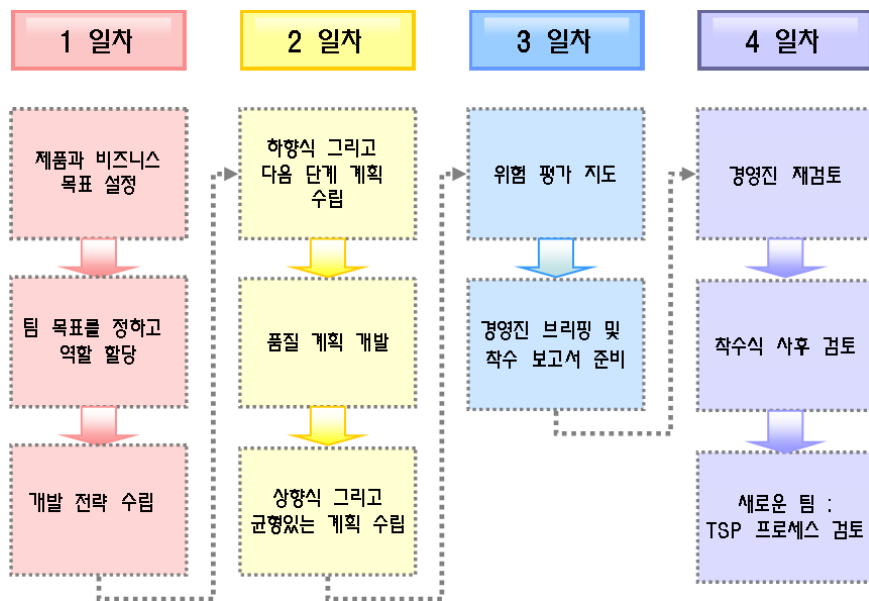 1 일차
제품과 비즈니스
목표 설정
팀 목표를 정하고
역할 할당
개발 전략 수립
2 일차
하향식 그리고
다음 단계 계획
수립
품질 계획 개발
상향식 그리고
균형있는 계획 수립
3 일차
위험 평가 지도
경영진 브리핑 및
착수 보고서 준비
4 일차
경영진 재검토
착수식 사후 검토
새로운 팀 :
TSP 프로세스 검토